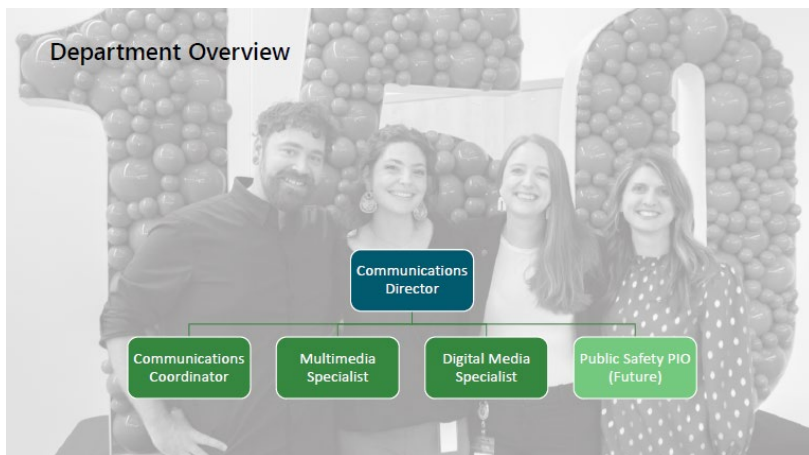 Department Overview
Communications
Director
Communications
Coordinator
Multimedia
Specialist
Digital Media
Specialist
Public Safety PIO
(Future)